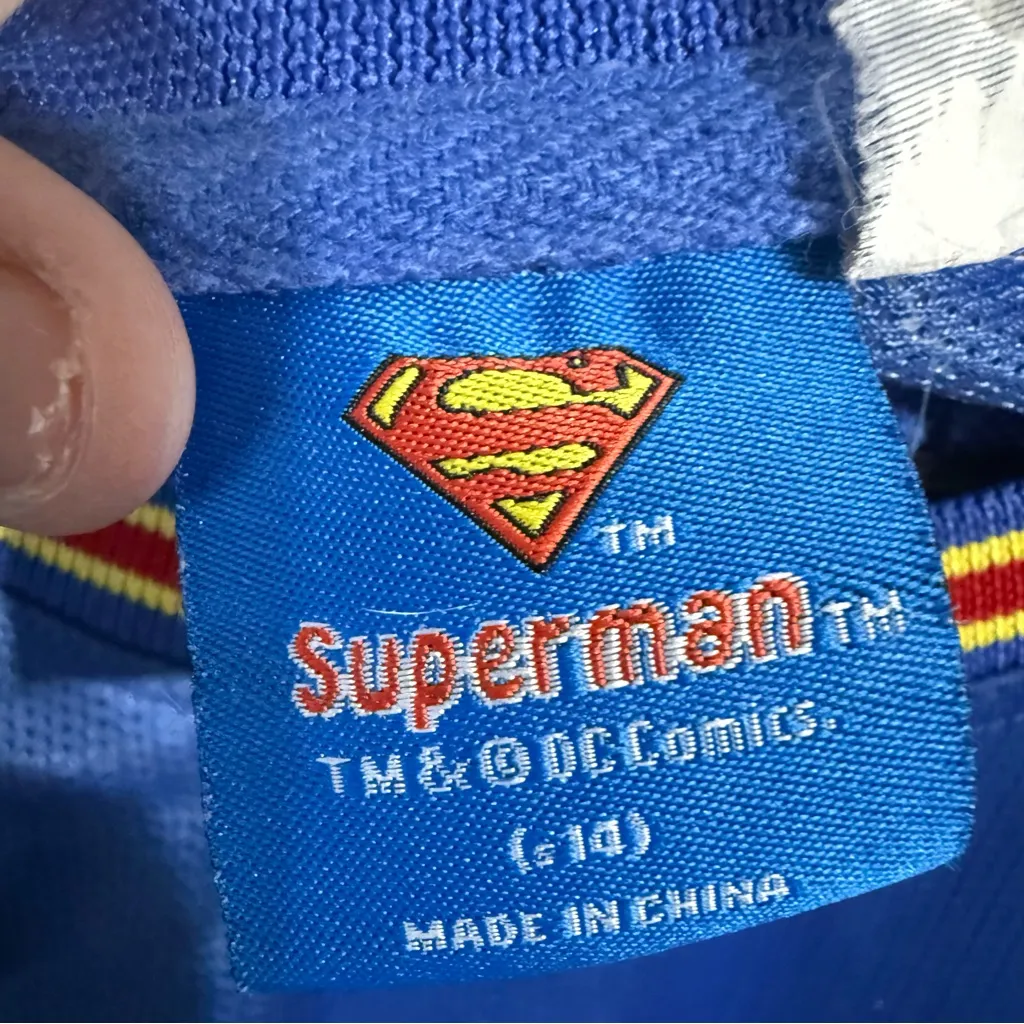 TM
Superman TM
TM & © DC Comics.
(s14)
MADE IN CHINA